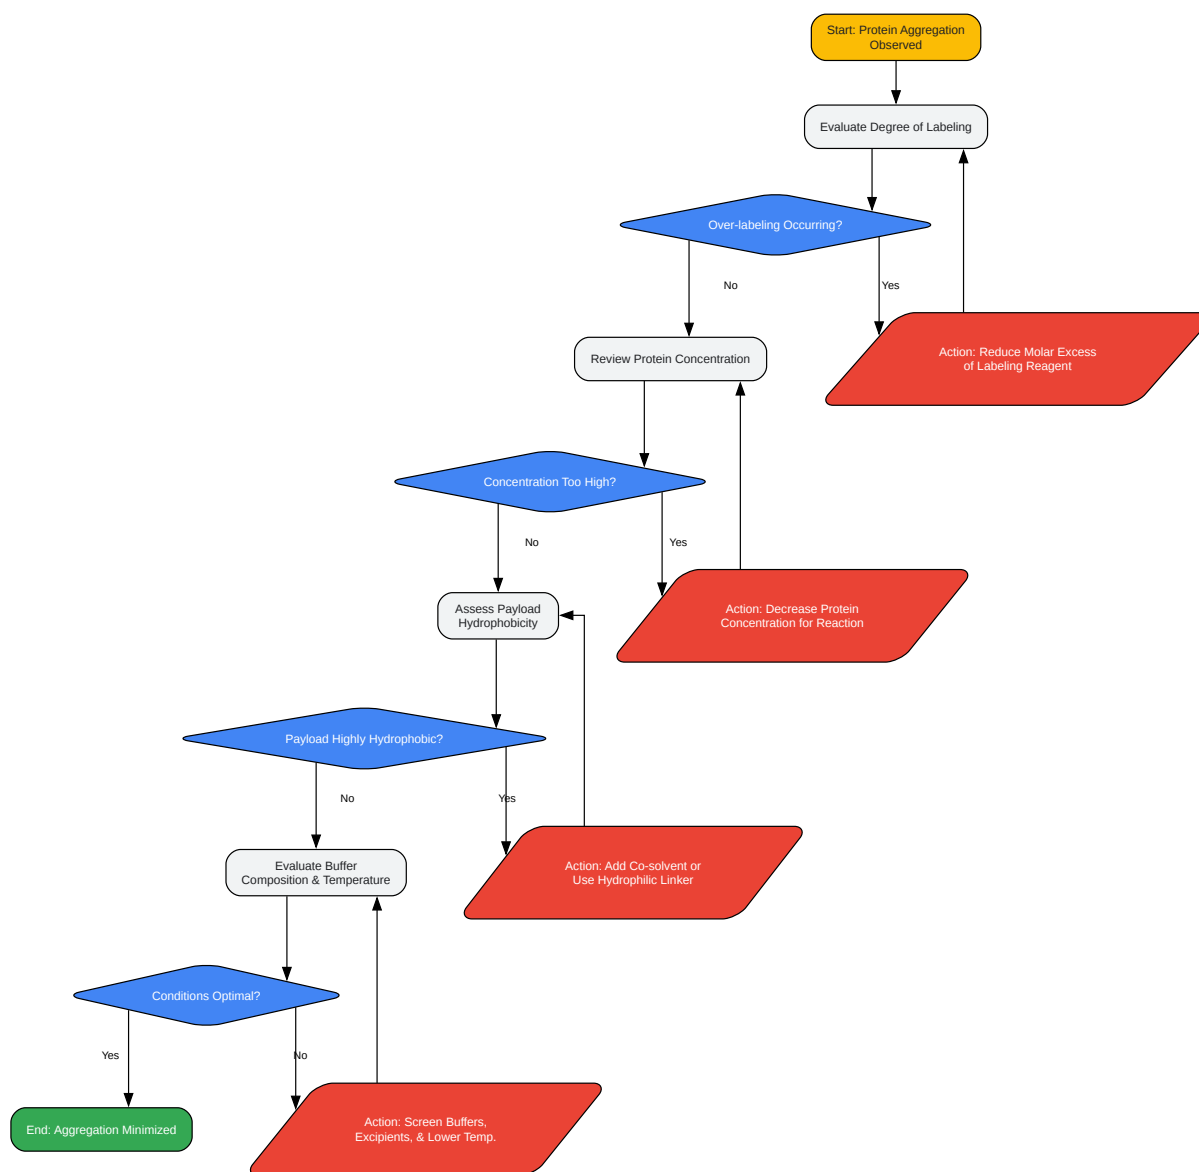 Start: Protein Aggregation
Observed
Evaluate Degree of Labeling
Over-labeling Occurring?
No
Yes
Action: Reduce Molar Excess
of Labeling Reagent
Review Protein Concentration
Concentration Too High?
No
Yes
Action: Decrease Protein
Concentration for Reaction
Assess Payload
Hydrophobicity
Payload Highly Hydrophobic?
No
Yes
Action: Add Co-solvent or
Use Hydrophilic Linker
Evaluate Buffer
Composition & Temperature
Conditions Optimal?
Yes
No
Action: Screen Buffers,
Excipients, & Lower Temp.
End: Aggregation Minimized